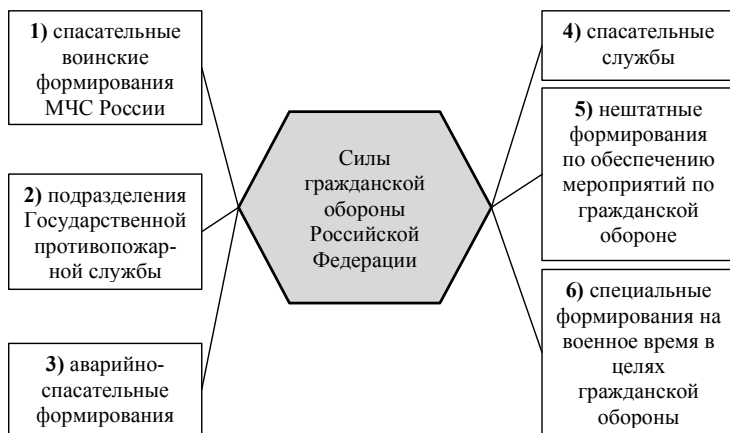 1) спасательные
воинские
формирования
МЧС России
2) подразделения
Государственной
противопожар-
ной службы
3) аварийно-
спасательные
формирования
Силы
гражданской
обороны
Российской
Федерации
4) спасательные
службы
5) нештатные
формирования
по обеспечению
мероприятий по
гражданской
обороне
6) специальные
формирования на
военное время в
целях
гражданской
обороны